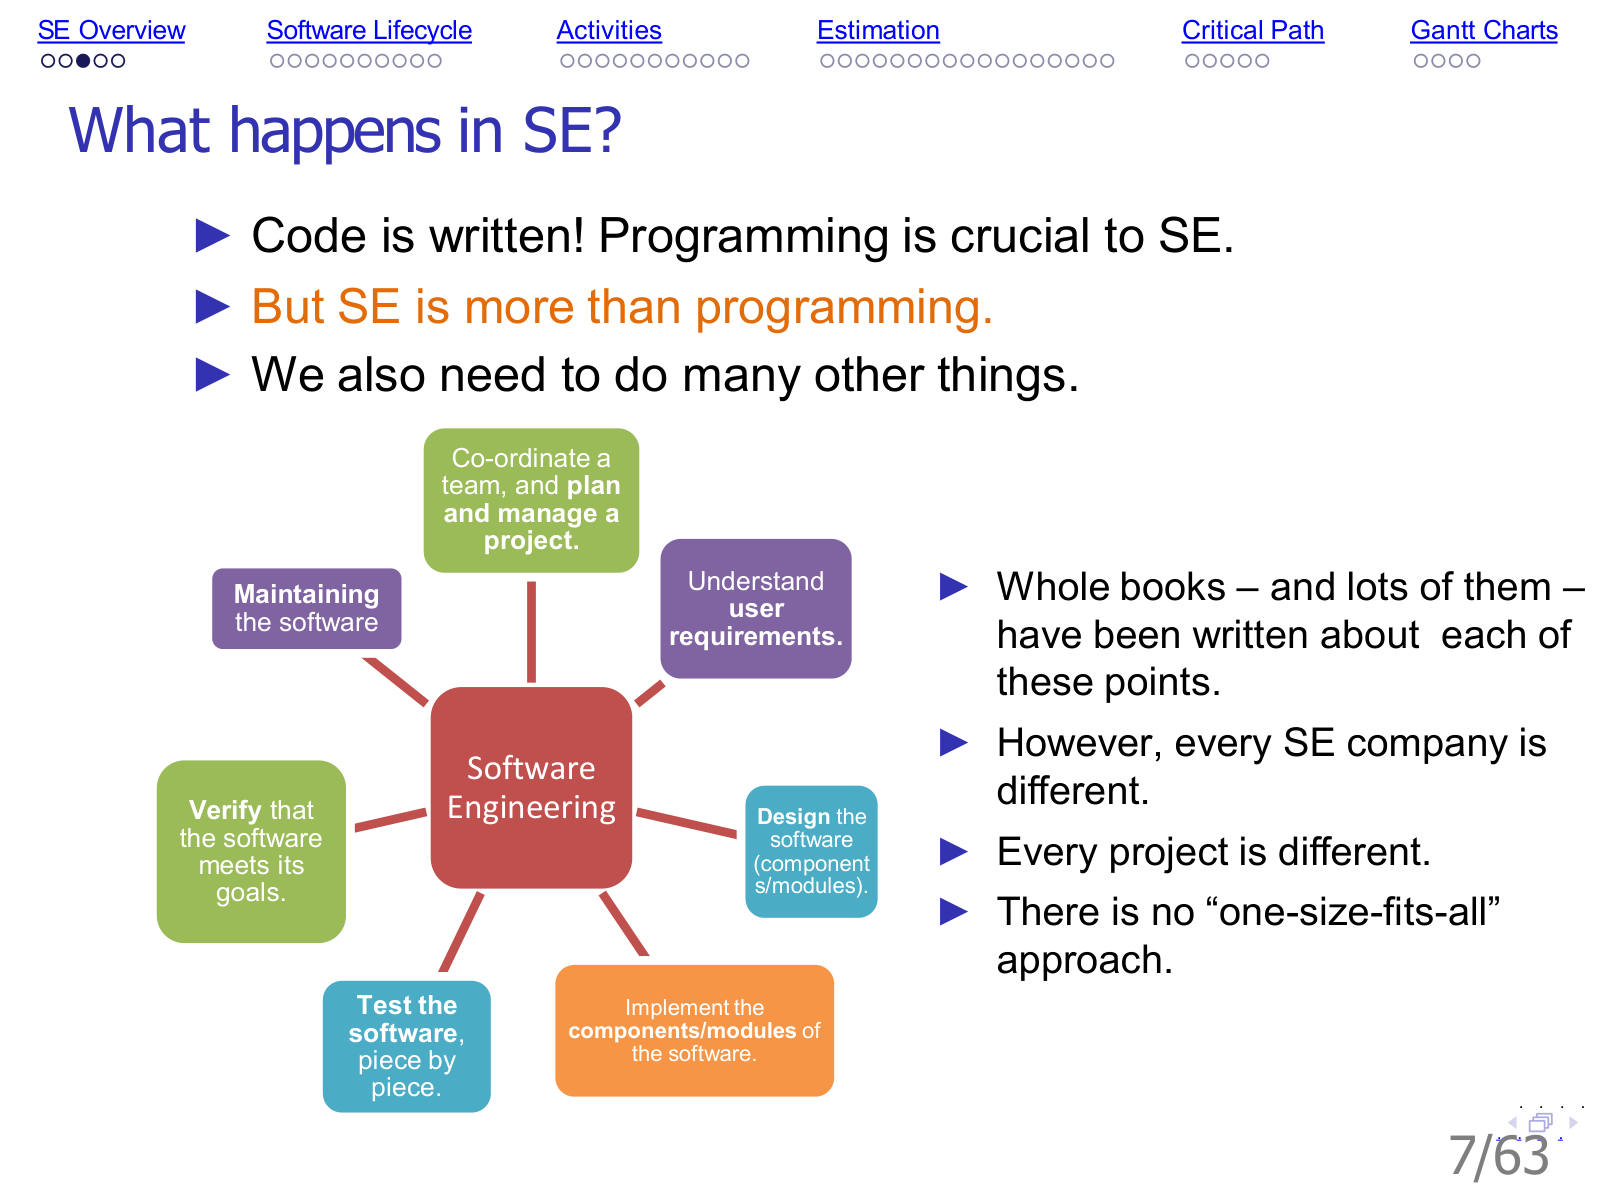 SE Overview Software Lifecycle Activities Estimation Critical Path Gantt Charts
What happens in SE?
Code is written! Programming is crucial to SE.
But SE is more than programming.
We also need to do many other things.
Co-ordinate a
team, and plan
and manage a
project.
Understand
user
requirements.
Maintaining
the software
Software
Engineering
Verify that
the software
meets its
goals.
Design the
software
(component
s/modules).
Test the
software,
piece by
piece.
Implement the
components/modules of
the software.
Whole books – and lots of them –
have been written about each of
these points.
However, every SE company is
different.
Every project is different.
There is no “one-size-fits-all”
approach.
7/63